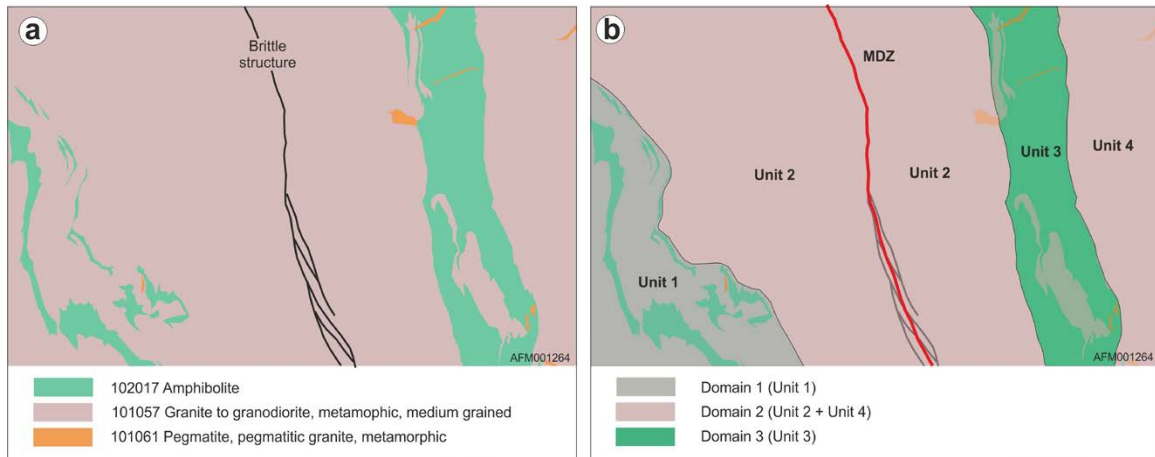 a
Brittle
structure
AFM001264
102017 Amphibolite
101057 Granite to granodiorite, metamophic, medium grained
101061 Pegmatite, pegmatitic granite, metamorphic
b
MDZ
Unit 3
Unit 4
Unit 2
Unit 2
Unit 1
AFM001264
Domain 1 (Unit 1)
Domain 2 (Unit 2 + Unit 4)
Domain 3 (Unit 3)